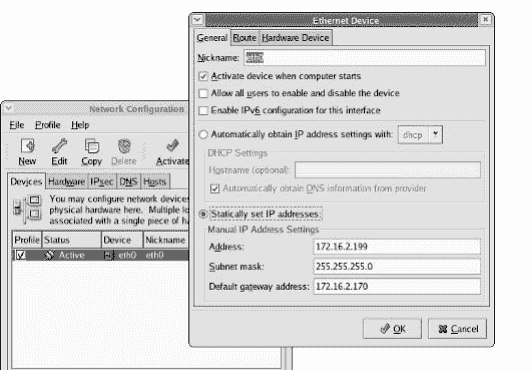 Ethernet Device
General Route Hardware Device
Nickname: eth0
Activate device when computer starts
Allow all users to enable and disable the device
Enable IPv6 configuration for this interface
Automatically obtain IP address settings with: dhcp
DHCP Settings
Hostname (optional):
Automatically obtain DNS information from provider
Statically set IP addresses:
Manual IP Address Settings
Address: 172.16.2.199
Subnet mask: 255.255.255.0
Default gateway address: 172.16.2.170
OK Cancel
Network Configuration
File Profile Help
New Edit Copy Delete Activate
Devices Hardware IPsec DNS Hosts
You may configure network devices
physical hardware here. Multiple lo
associated with a single piece of ha
Profile Status Device Nickname
Active eth0 eth0